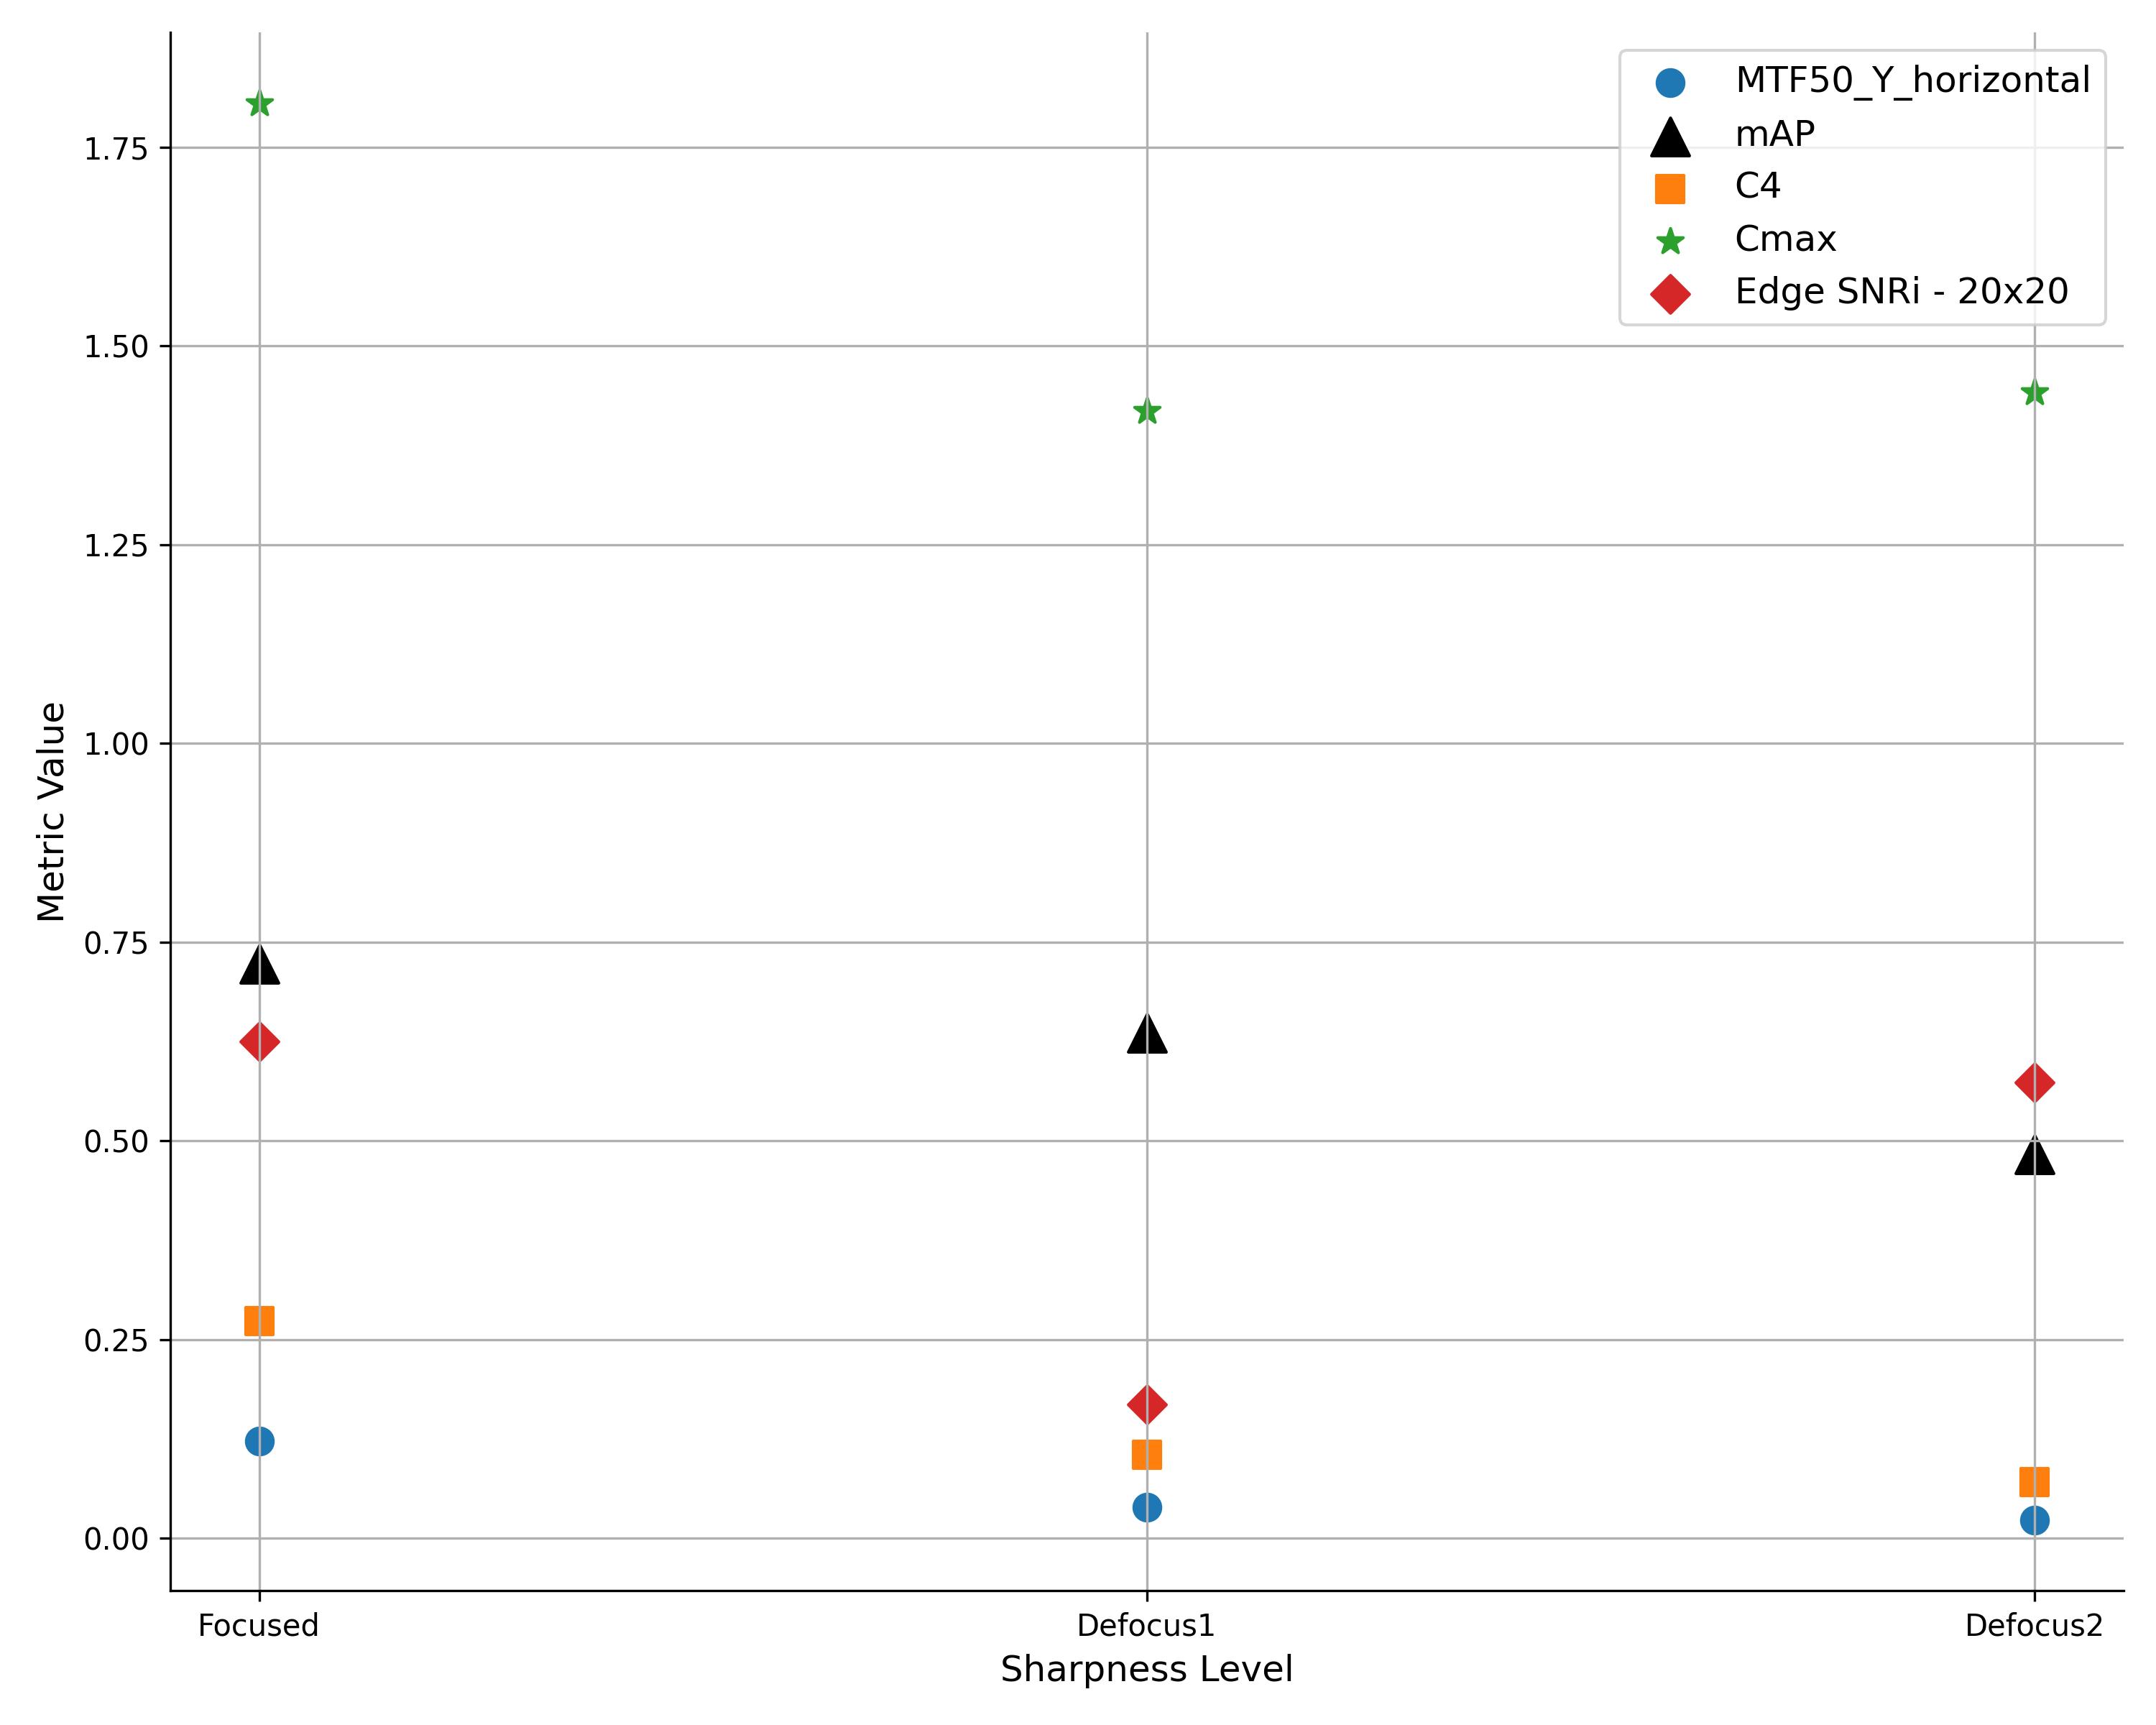 MTF50_Y_horizontal
mAP
C4
Cmax
Edge SNRi - 20x20
1.75
1.50
1.25
1.00
0.75
0.50
0.25
0.00
Metric Value
Focused
Defocus1
Defocus2
Sharpness Level